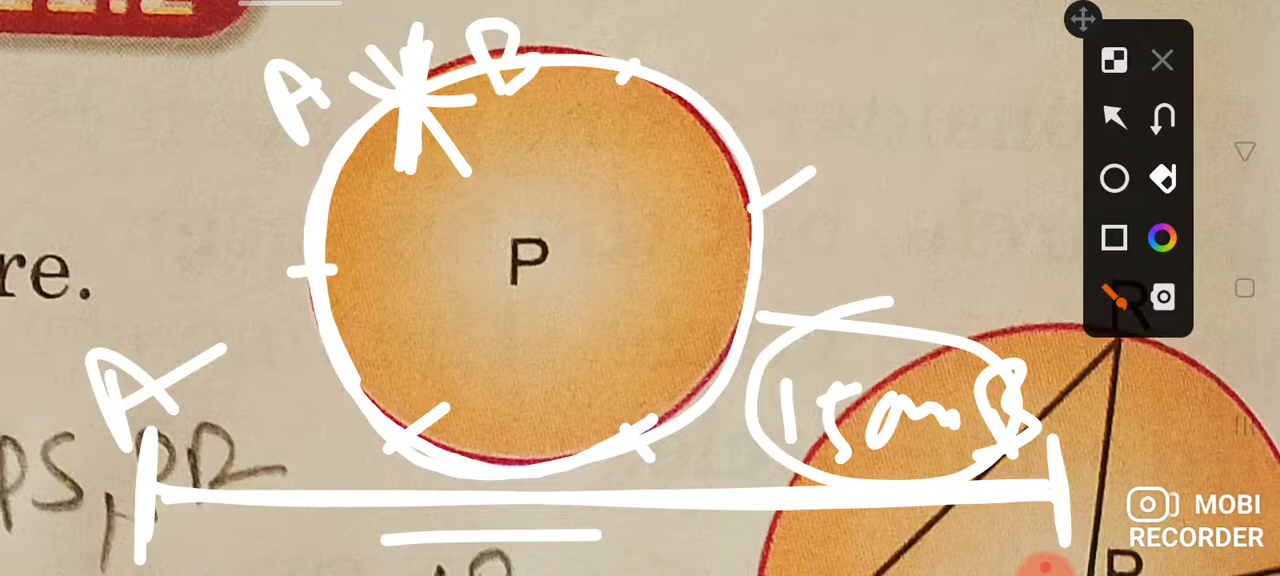 A B
P
re.
R
A
15cm B
PS, PR
MOBI
RECORDER
P